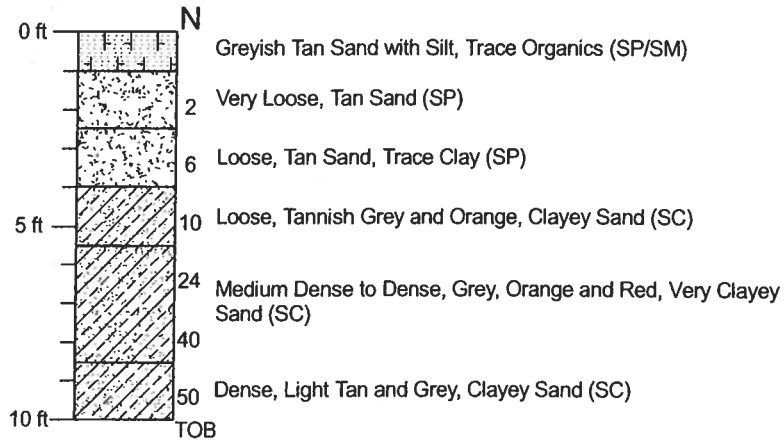 N
0 ft
Greyish Tan Sand with Silt, Trace Organics (SP/SM)
2 Very Loose, Tan Sand (SP)
6 Loose, Tan Sand, Trace Clay (SP)
5 ft 10 Loose, Tannish Grey and Orange, Clayey Sand (SC)
24 Medium Dense to Dense, Grey, Orange and Red, Very Clayey
Sand (SC)
40
50 Dense, Light Tan and Grey, Clayey Sand (SC)
10 ft
TOB